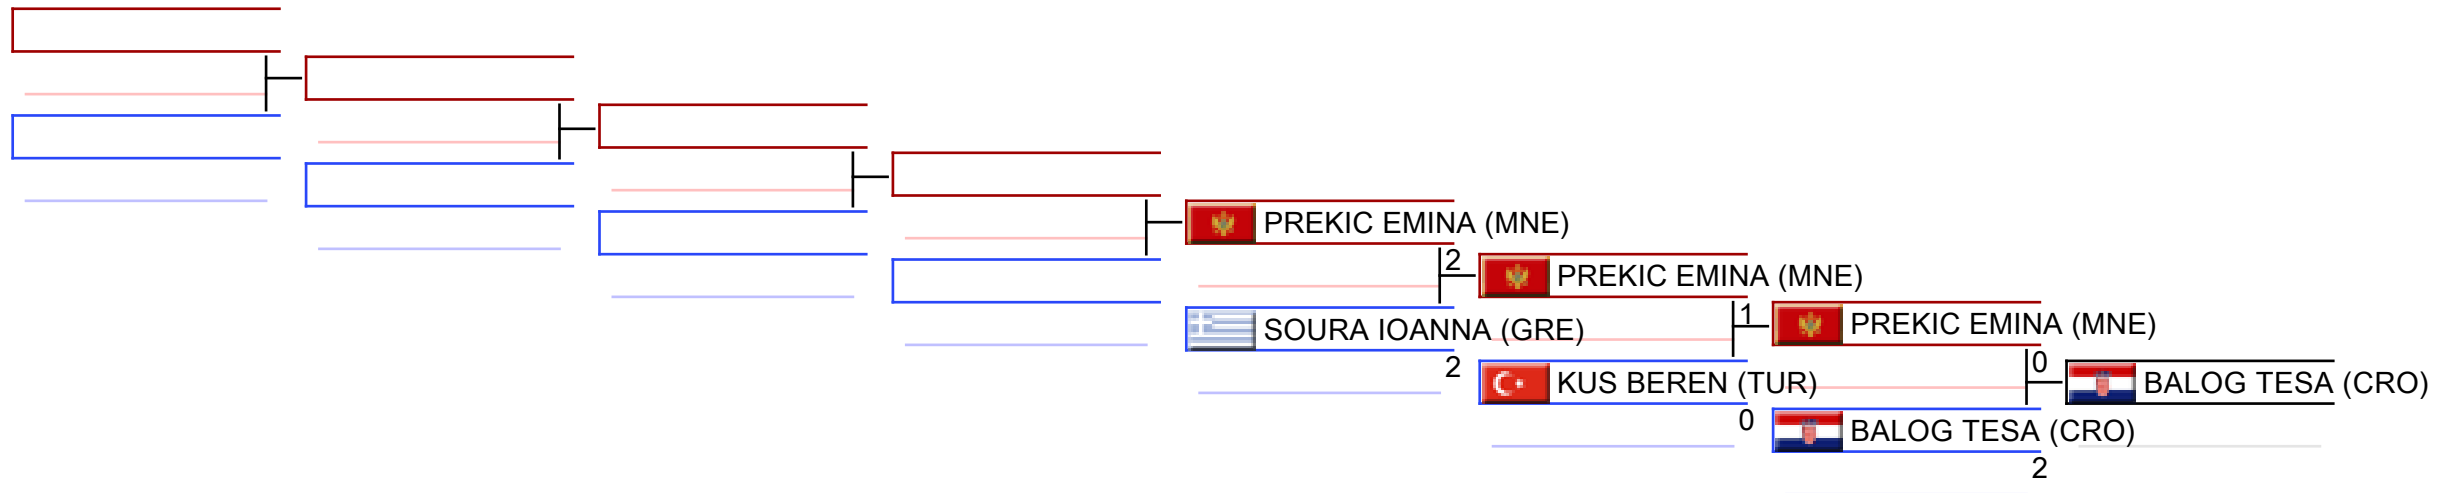 PREKIC EMINA (MNE)
2
SOURA IOANNA (GRE)
2
PREKIC EMINA (MNE)
1
KUS BEREN (TUR)
0
PREKIC EMINA (MNE)
0
BALOG TESA (CRO)
2
BALOG TESA (CRO)